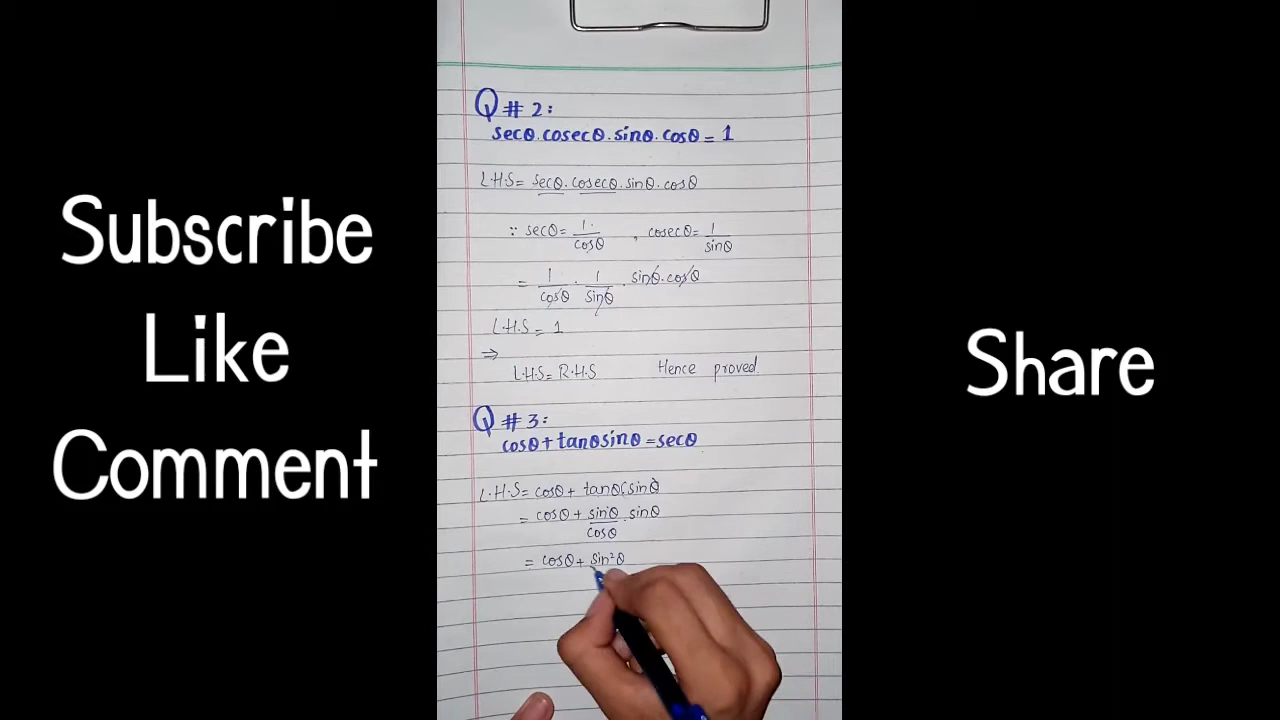 Subscribe
Like
Comment
Q # 2:
secθ.cosecθ.sinθ.cosθ = 1
L.H.S = secθ.cosecθ.sinθ.cosθ
∵ secθ = 1/cosθ , cosecθ = 1/sinθ
= 1/cosθ . 1/sinθ . sinθ.cosθ
L.H.S = 1
⇒
L.H.S = R.H.S Hence proved.
Q # 3:
cosθ + tanθsinθ = secθ
L.H.S = cosθ + tanθ(sinθ
= cosθ + sinθ/cosθ . sinθ
= cosθ + sin²θ
Share